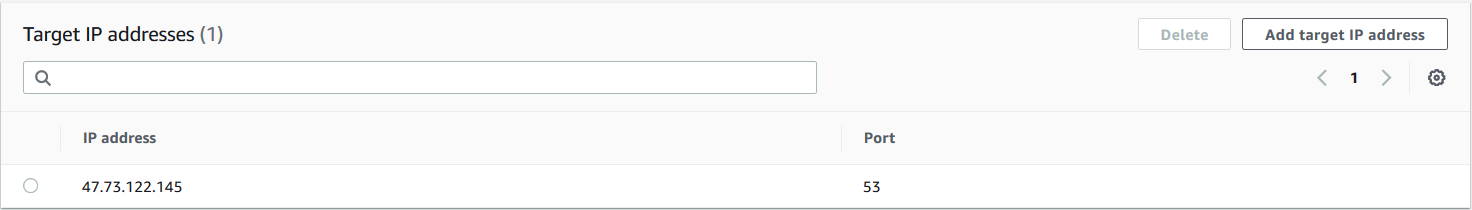 Target IP addresses (1)
Delete
Add target IP address
1
IP address
Port
47.73.122.145
53